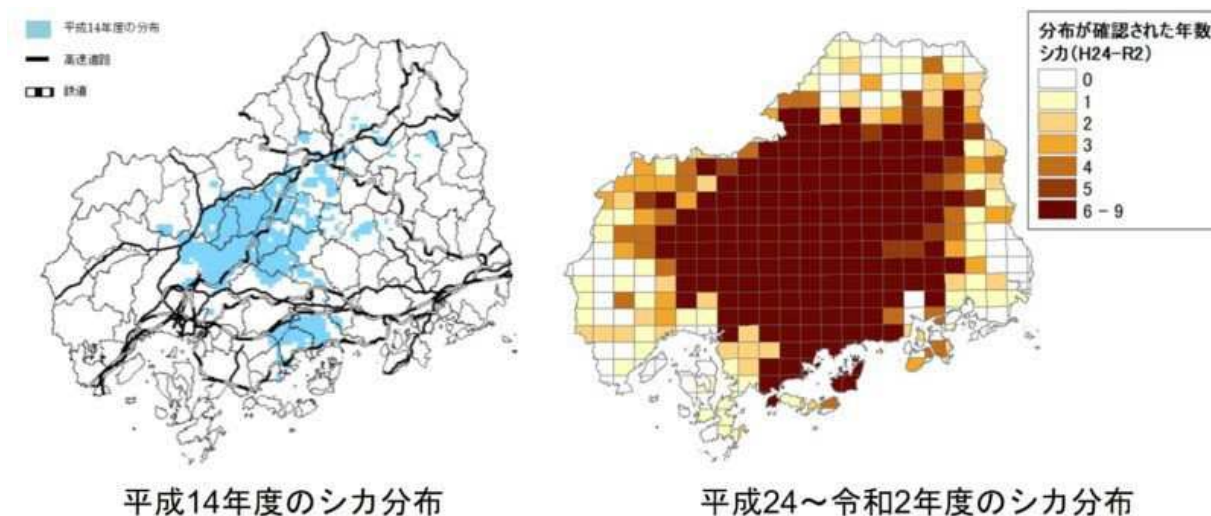 平成14年度の分布
高速道路
鉄道
分布が確認された年数
シカ(H24-R2)
0
1
2
3
4
5
6 - 9
平成14年度のシカ分布
平成24~令和2年度のシカ分布